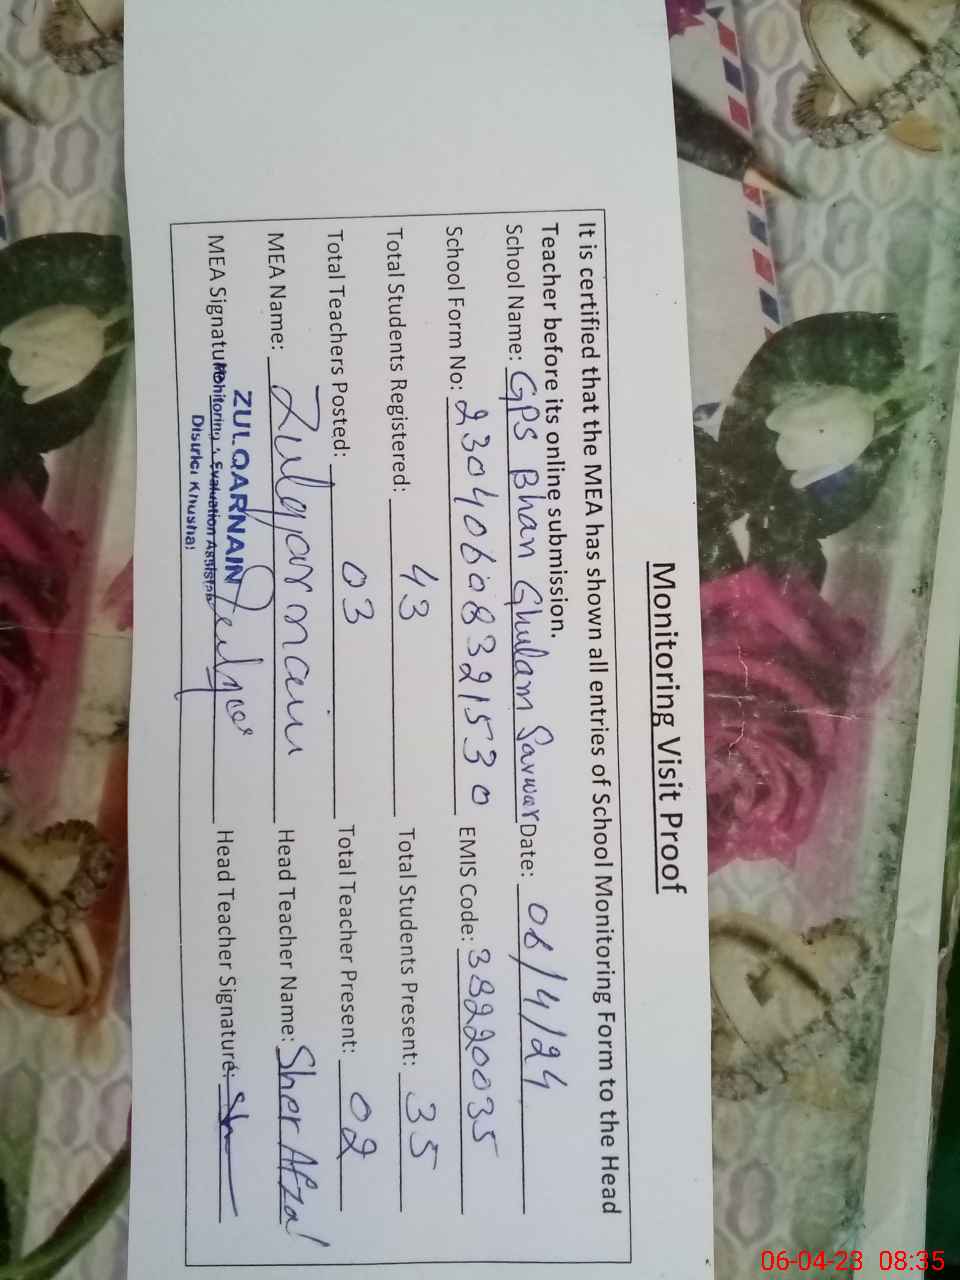 Monitoring Visit Proof
It is certified that the MEA has shown all entries of School Monitoring Form to the Head
Teacher before its online submission.
School Name: GPS Bhan Ghulam Sarwar Date: 06/4/24
School Form No: 23040608321530 EMIS Code: 38220035
Total Students Registered: 43 Total Students Present: 35
Total Teachers Posted: 03 Total Teacher Present: 02
MEA Name: Zulqarnain Head Teacher Name: Sher Afzal
MEA Signature Head Teacher Signature:
ZULQARNAIN
Monitoring & Evaluation Assistan
District Khushab
06-04-23 08:35